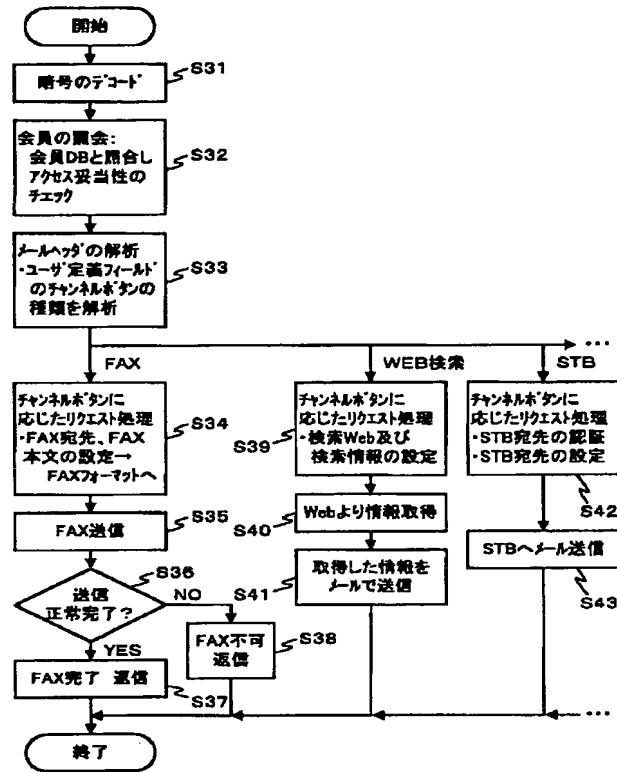 開始
暗号のデコード
S31
会員の照会:
会員DBと照合し
アクセス妥当性の
チェック
S32
メールヘッダの解析
・ユーザ定義フィールド
のチャンネルボタンの
種類を解析
S33
FAX
WEB検索
STB
…
チャンネルボタンに
応じたリクエスト処理
・FAX宛先、FAX
本文の設定→
FAXフォーマットへ
S34
チャンネルボタンに
応じたリクエスト処理
・検索Web及び
検索情報の設定
S39
チャンネルボタンに
応じたリクエスト処理
・STB宛先の認証
・STB宛先の設定
S42
FAX送信
S35
Webより情報取得
S40
STBへメール送信
S43
送信
正常完了?
S36
NO
YES
取得した情報を
メールで送信
S41
FAX不可
返信
S38
FAX完了 返信
S37
…
終了